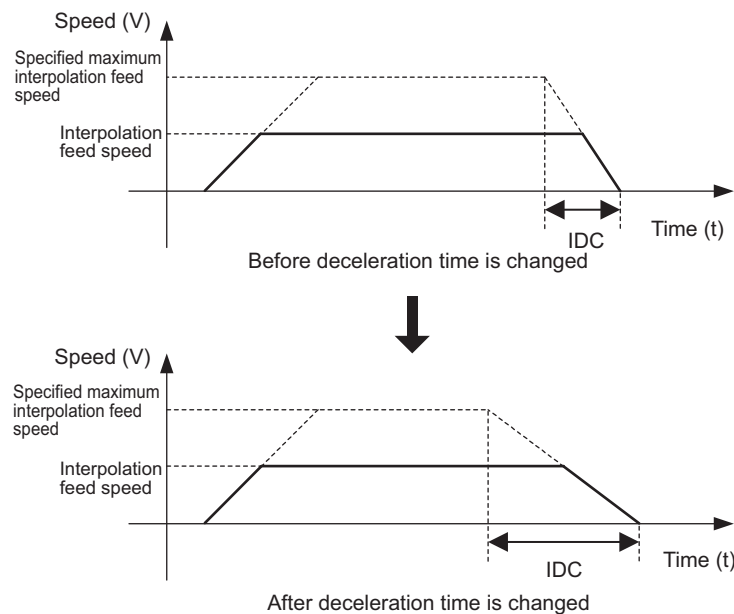 Speed (V)
Specified maximum
interpolation feed
speed
Interpolation
feed speed
IDC
Time (t)
Before deceleration time is changed
Speed (V)
Specified maximum
interpolation feed
speed
Interpolation
feed speed
IDC
Time (t)
After deceleration time is changed